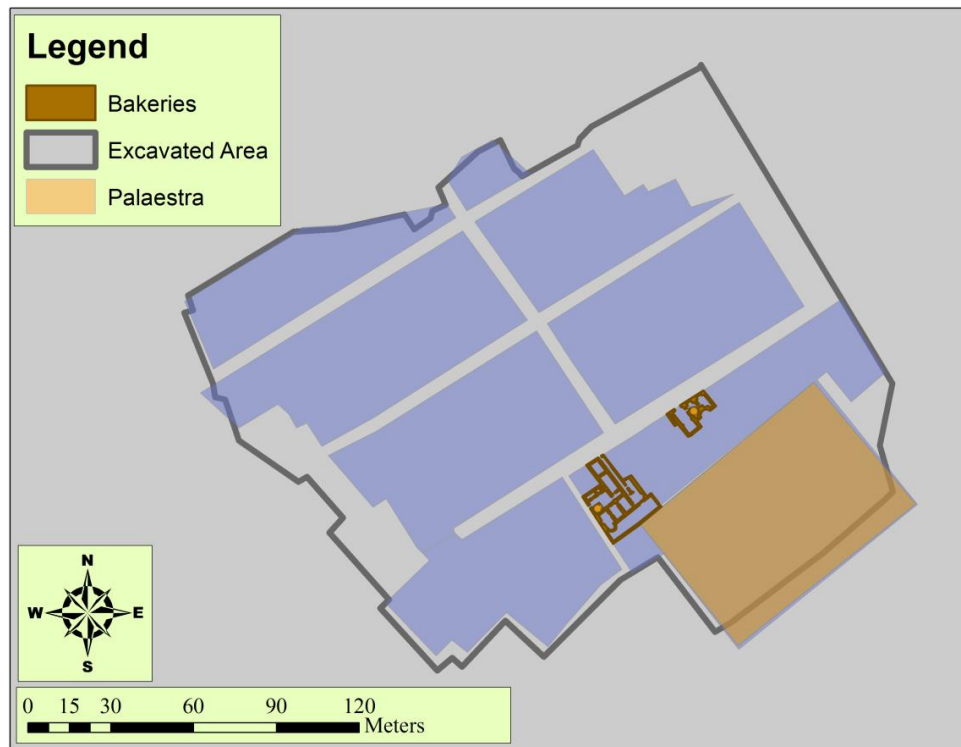 Legend
Bakeries
Excavated Area
Palaestra
N
W E
S
0 15 30 60 90 120
Meters